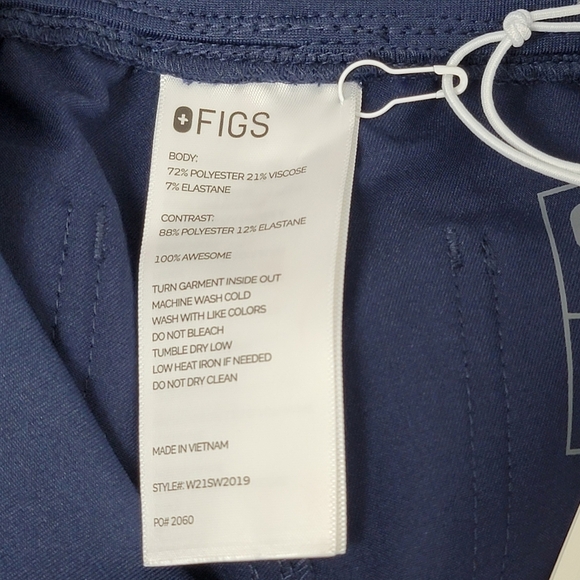 FIGS
BODY:
72% POLYESTER 21% VISCOSE
7% ELASTANE
CONTRAST:
88% POLYESTER 12% ELASTANE
100% AWESOME
TURN GARMENT INSIDE OUT
MACHINE WASH COLD
WASH WITH LIKE COLORS
DO NOT BLEACH
TUMBLE DRY LOW
LOW HEAT IRON IF NEEDED
DO NOT DRY CLEAN
MADE IN VIETNAM
STYLE#: W21SW2019
PO# 2060